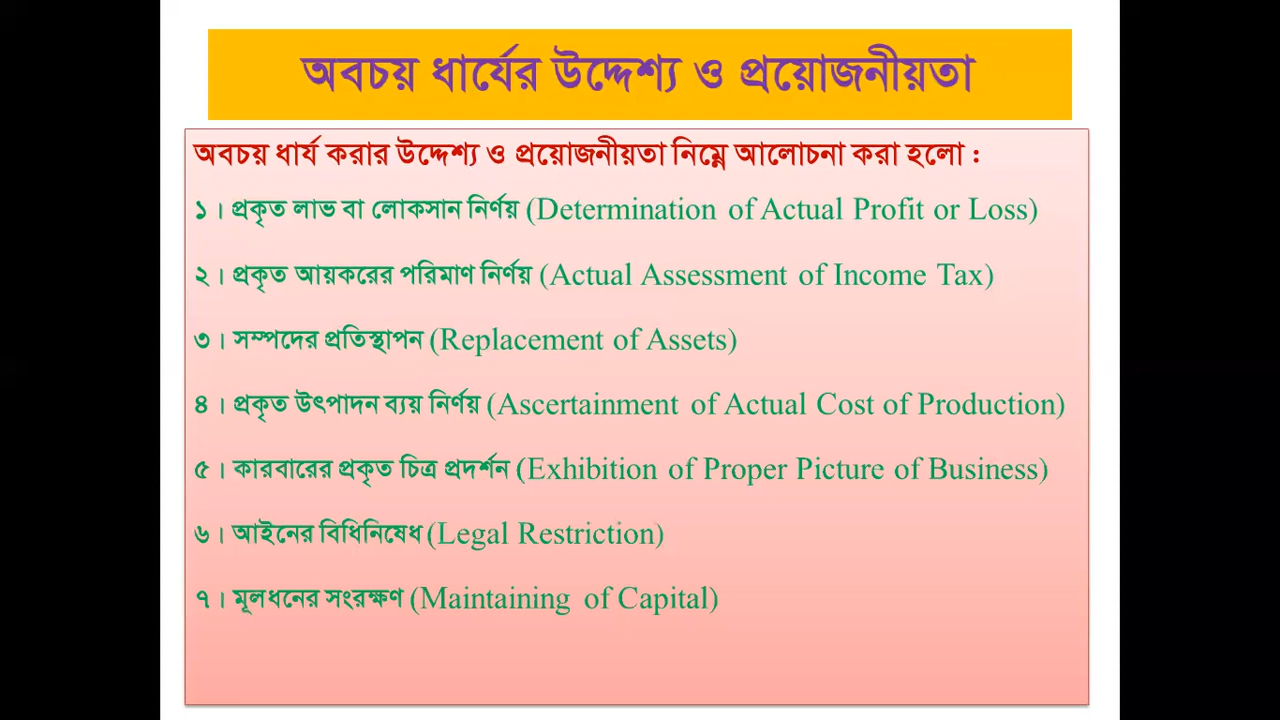 অবচয় ধার্যের উদ্দেশ্য ও প্রয়োজনীয়তা
অবচয় ধার্য করার উদ্দেশ্য ও প্রয়োজনীয়তা নিম্নে আলোচনা করা হলো :
১। প্রকৃত লাভ বা লোকসান নির্ণয় (Determination of Actual Profit or Loss)
২। প্রকৃত আয়করের পরিমাণ নির্ণয় (Actual Assessment of Income Tax)
৩। সম্পদের প্রতিস্থাপন (Replacement of Assets)
৪। প্রকৃত উৎপাদন ব্যয় নির্ণয় (Ascertainment of Actual Cost of Production)
৫। কারবারের প্রকৃত চিত্র প্রদর্শন (Exhibition of Proper Picture of Business)
৬। আইনের বিধিনিষেধ (Legal Restriction)
৭। মূলধনের সংরক্ষণ (Maintaining of Capital)